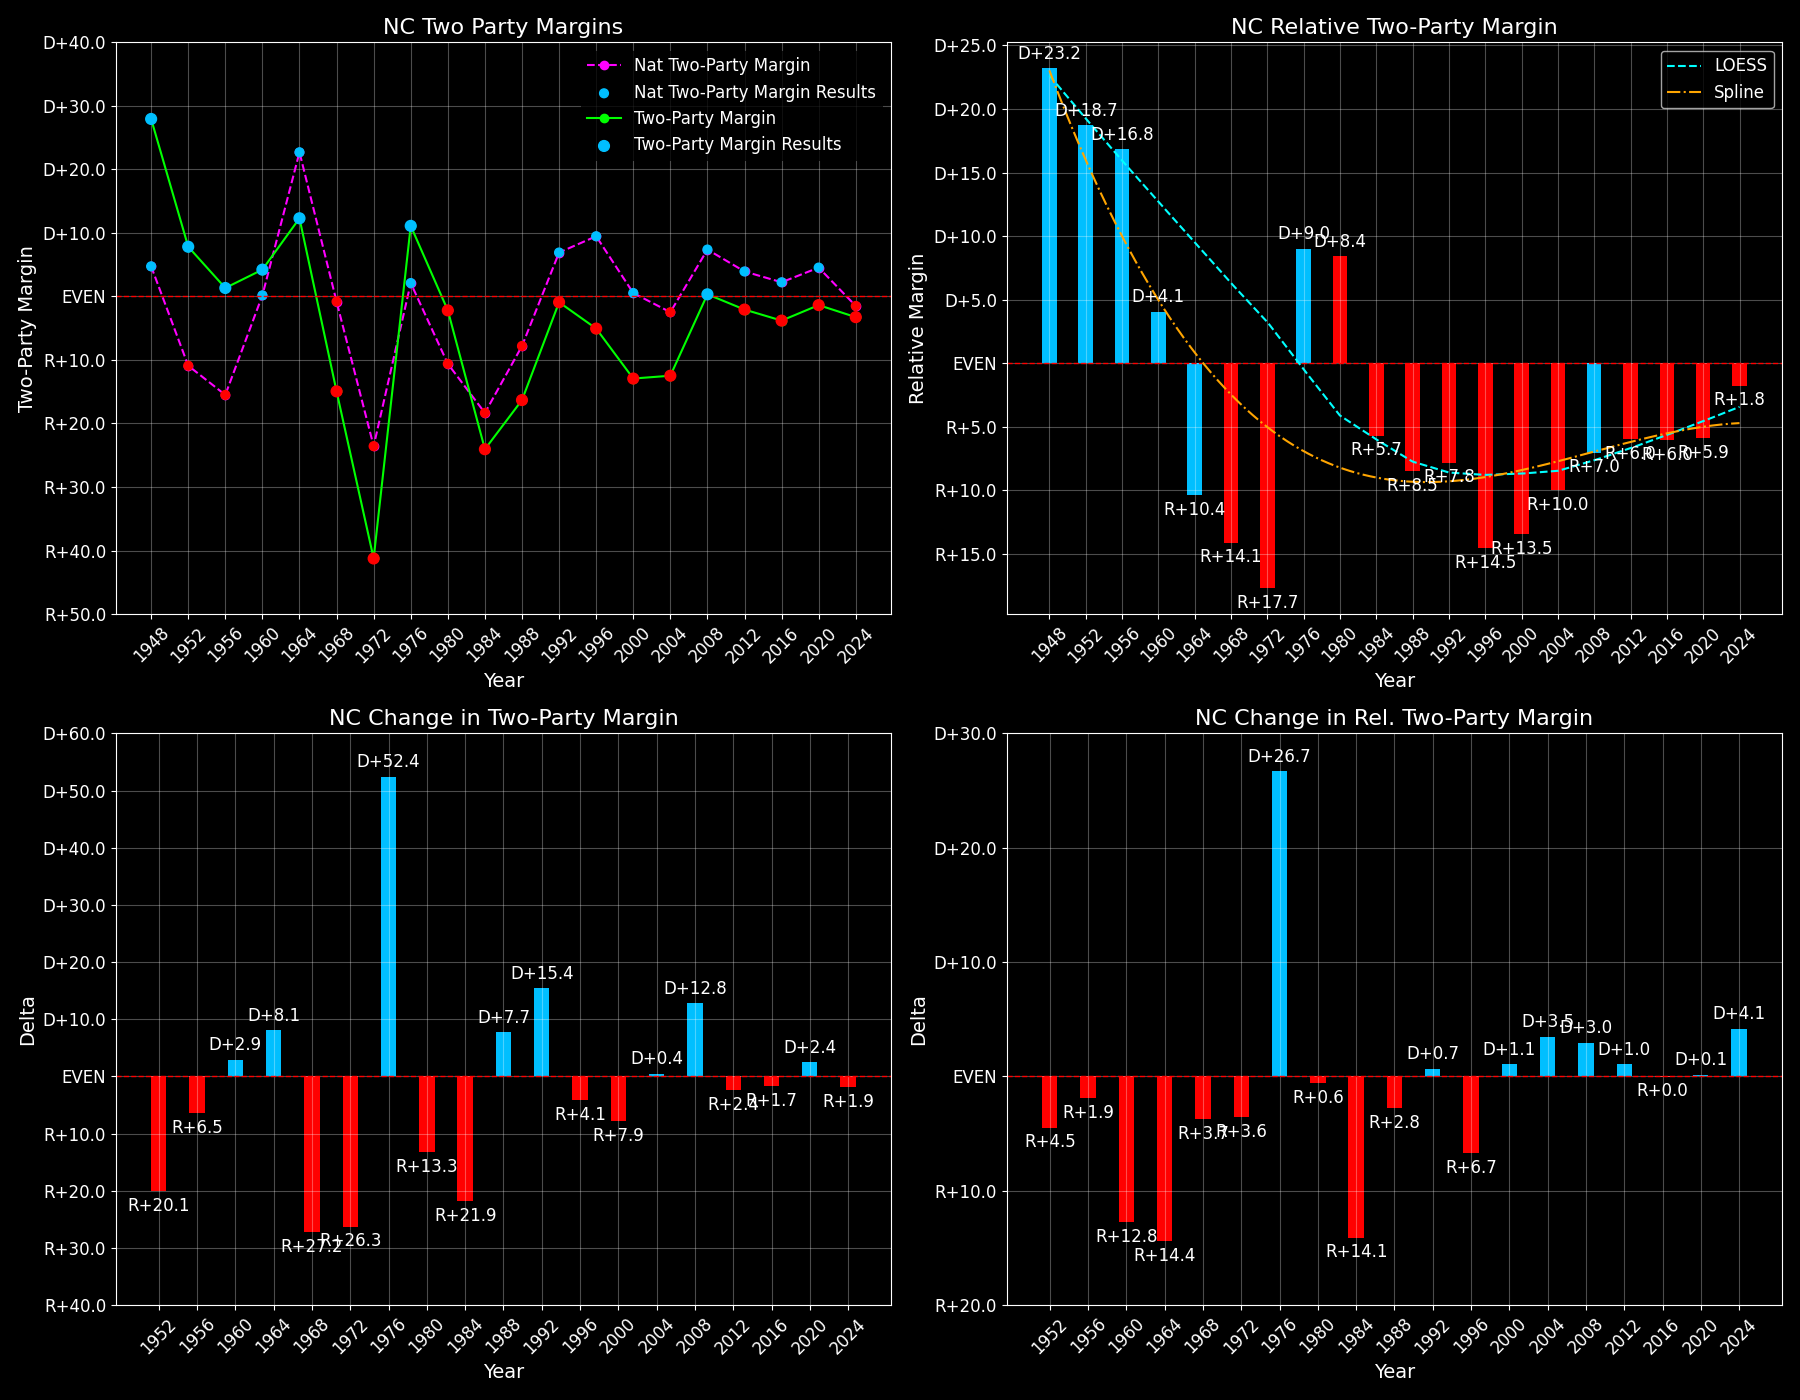 NC Two Party Margins
D+40.0
D+30.0
D+20.0
D+10.0
EVEN
R+10.0
R+20.0
R+30.0
R+40.0
R+50.0
Two-Party Margin
Nat Two-Party Margin
Nat Two-Party Margin Results
Two-Party Margin
Two-Party Margin Results
1948 1952 1956 1960 1964 1968 1972 1976 1980 1984 1988 1992 1996 2000 2004 2008 2012 2016 2020 2024
Year
NC Relative Two-Party Margin
D+25.0
D+20.0
D+15.0
D+10.0
D+5.0
EVEN
R+5.0
R+10.0
R+15.0
Relative Margin
LOESS
Spline
D+23.2
D+18.7
D+16.8
D+4.1
R+10.4
R+14.1
R+17.7
D+9.0
D+8.4
R+5.7
R+8.5
R+7.8
R+14.5
R+13.5
R+10.0
R+7.0
R+6.0
R+6.0
R+5.9
R+1.8
1948 1952 1956 1960 1964 1968 1972 1976 1980 1984 1988 1992 1996 2000 2004 2008 2012 2016 2020 2024
Year
NC Change in Two-Party Margin
D+60.0
D+50.0
D+40.0
D+30.0
D+20.0
D+10.0
EVEN
R+10.0
R+20.0
R+30.0
R+40.0
Delta
R+20.1
R+6.5
D+2.9
D+8.1
R+27.2
R+26.3
D+52.4
R+13.3
R+21.9
D+7.7
D+15.4
R+4.1
R+7.9
D+0.4
D+12.8
R+2.4
R+1.7
D+2.4
R+1.9
1952 1956 1960 1964 1968 1972 1976 1980 1984 1988 1992 1996 2000 2004 2008 2012 2016 2020 2024
Year
NC Change in Rel. Two-Party Margin
D+30.0
D+20.0
D+10.0
EVEN
R+10.0
R+20.0
Delta
R+4.5
R+1.9
R+12.8
R+14.4
R+3.7
R+3.6
D+26.7
R+0.6
R+14.1
R+2.8
D+0.7
R+6.7
D+1.1
D+3.5
D+3.0
D+1.0
R+0.0
D+0.1
D+4.1
1952 1956 1960 1964 1968 1972 1976 1980 1984 1988 1992 1996 2000 2004 2008 2012 2016 2020 2024
Year